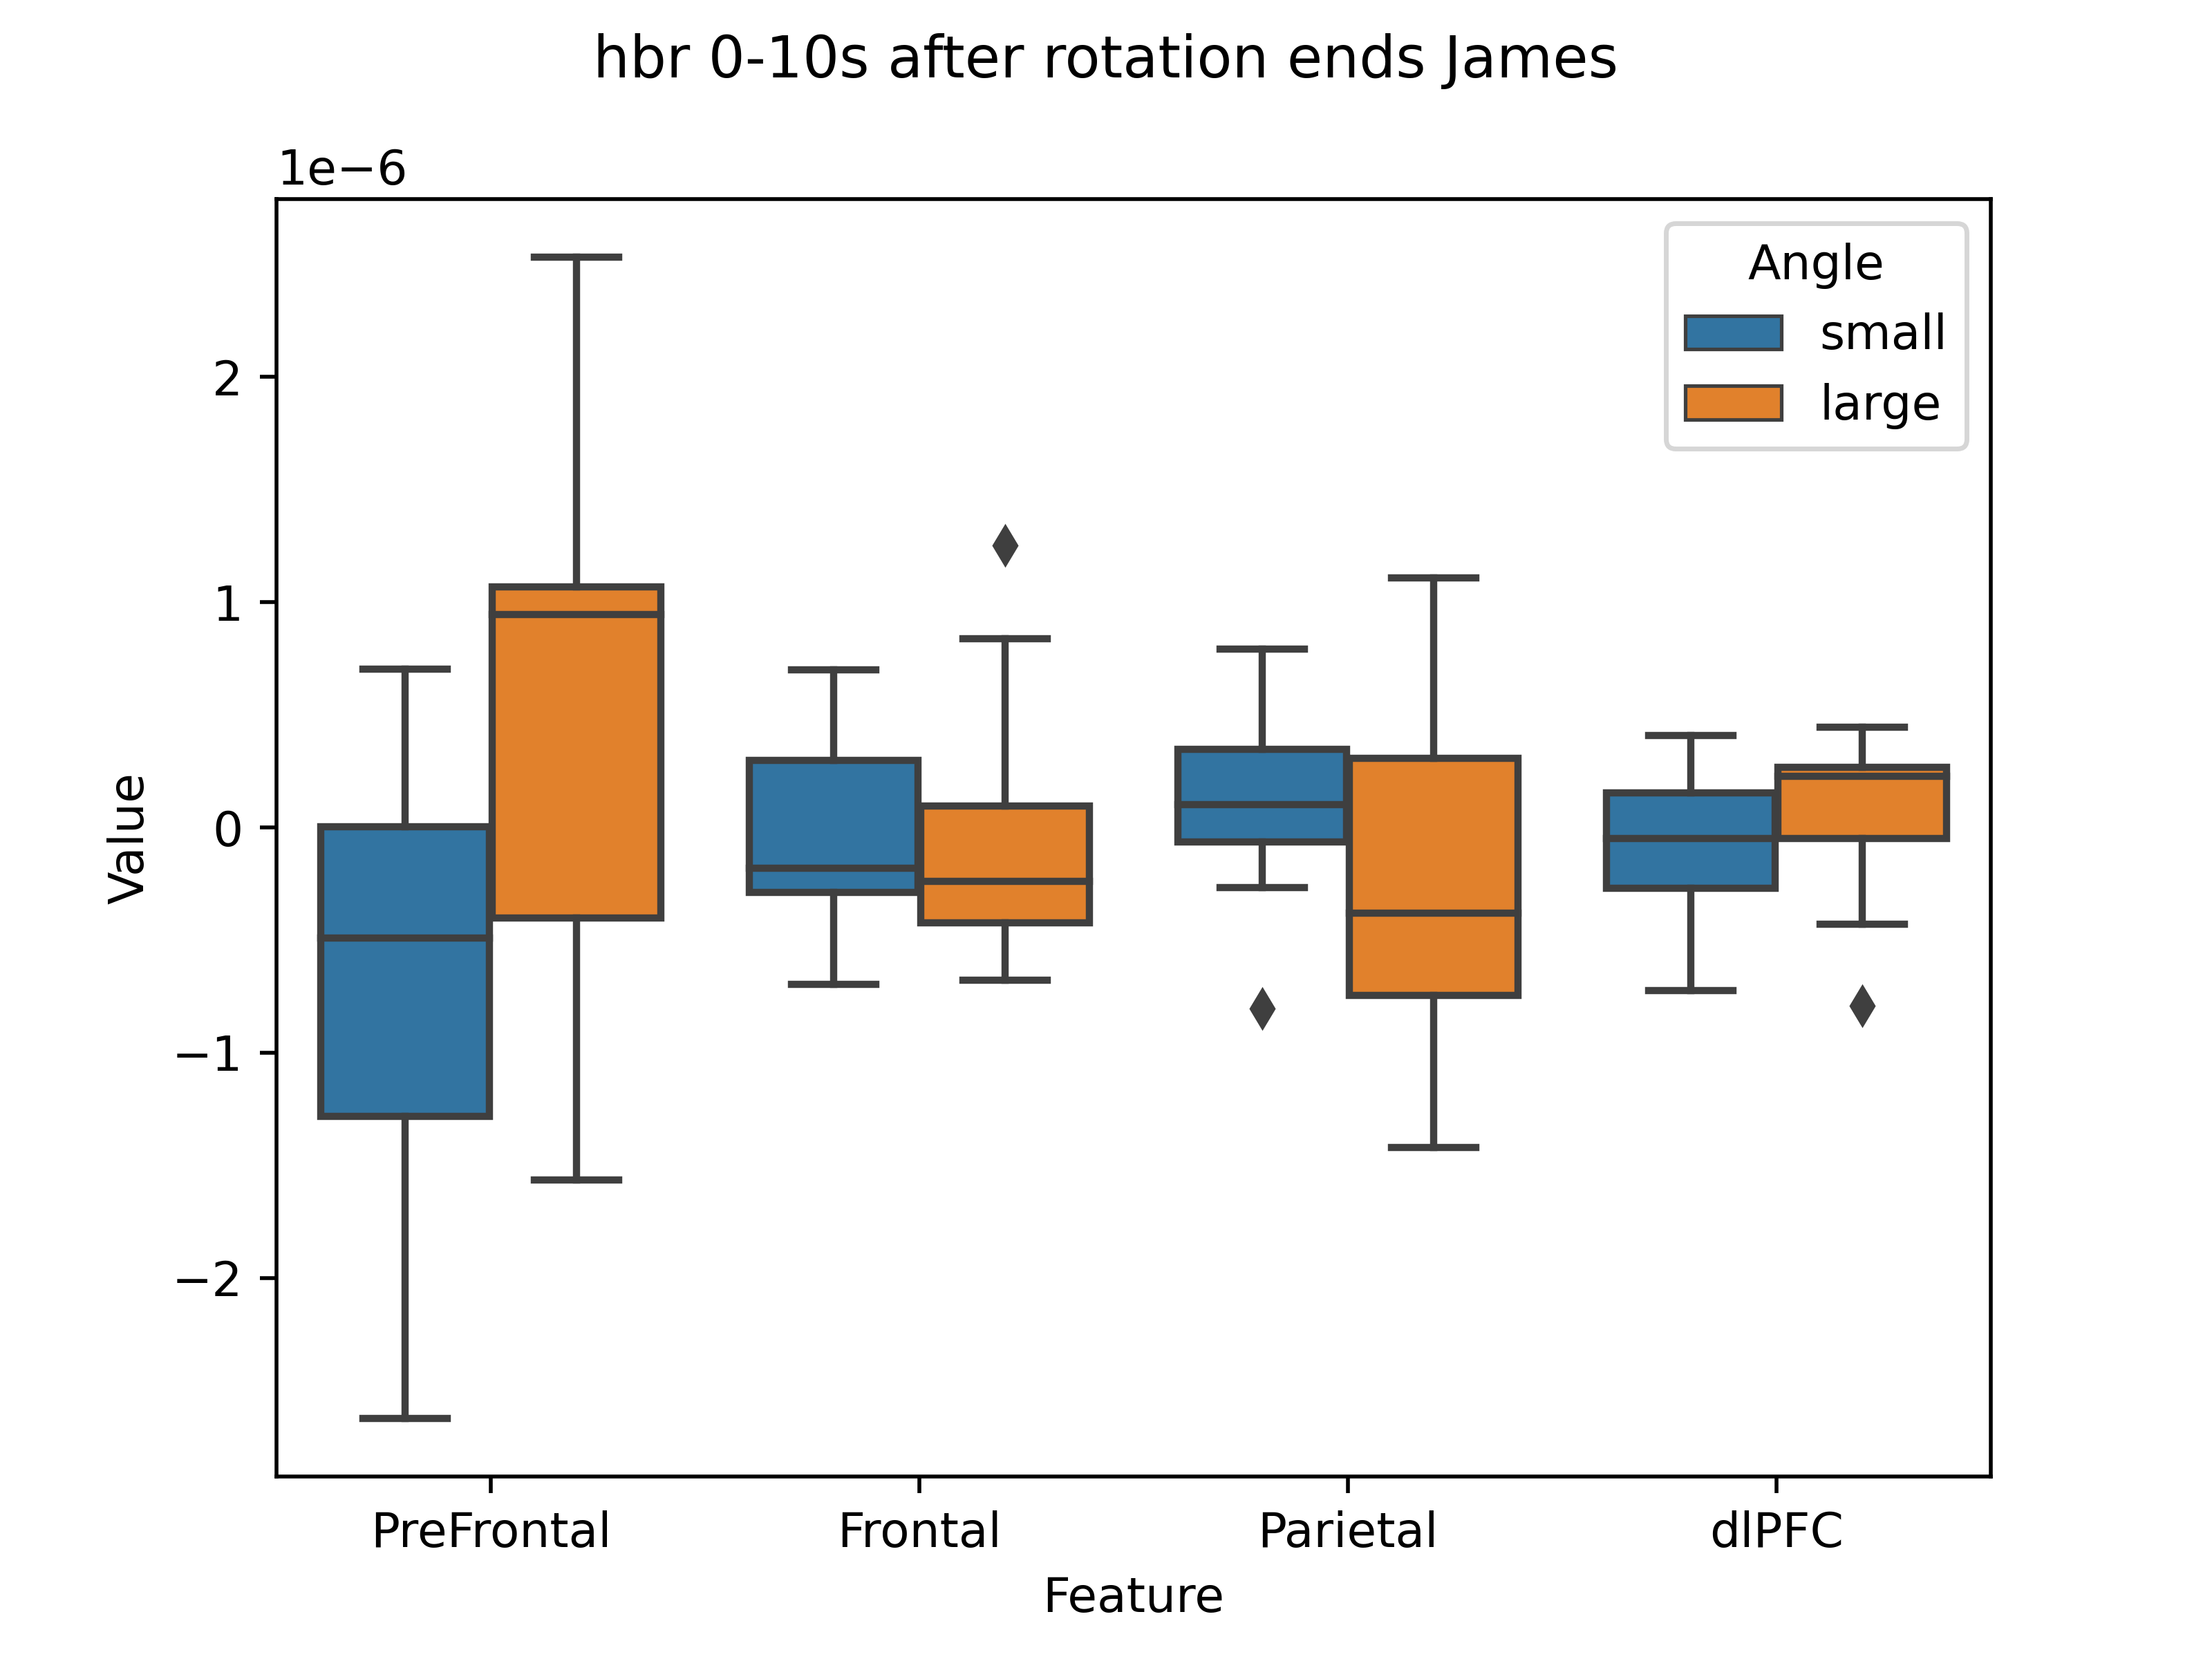 hbr 0-10s after rotation ends James
1e−6
Angle
small
large
2
1
0
−1
−2
Value
PreFrontal
Frontal
Parietal
dlPFC
Feature